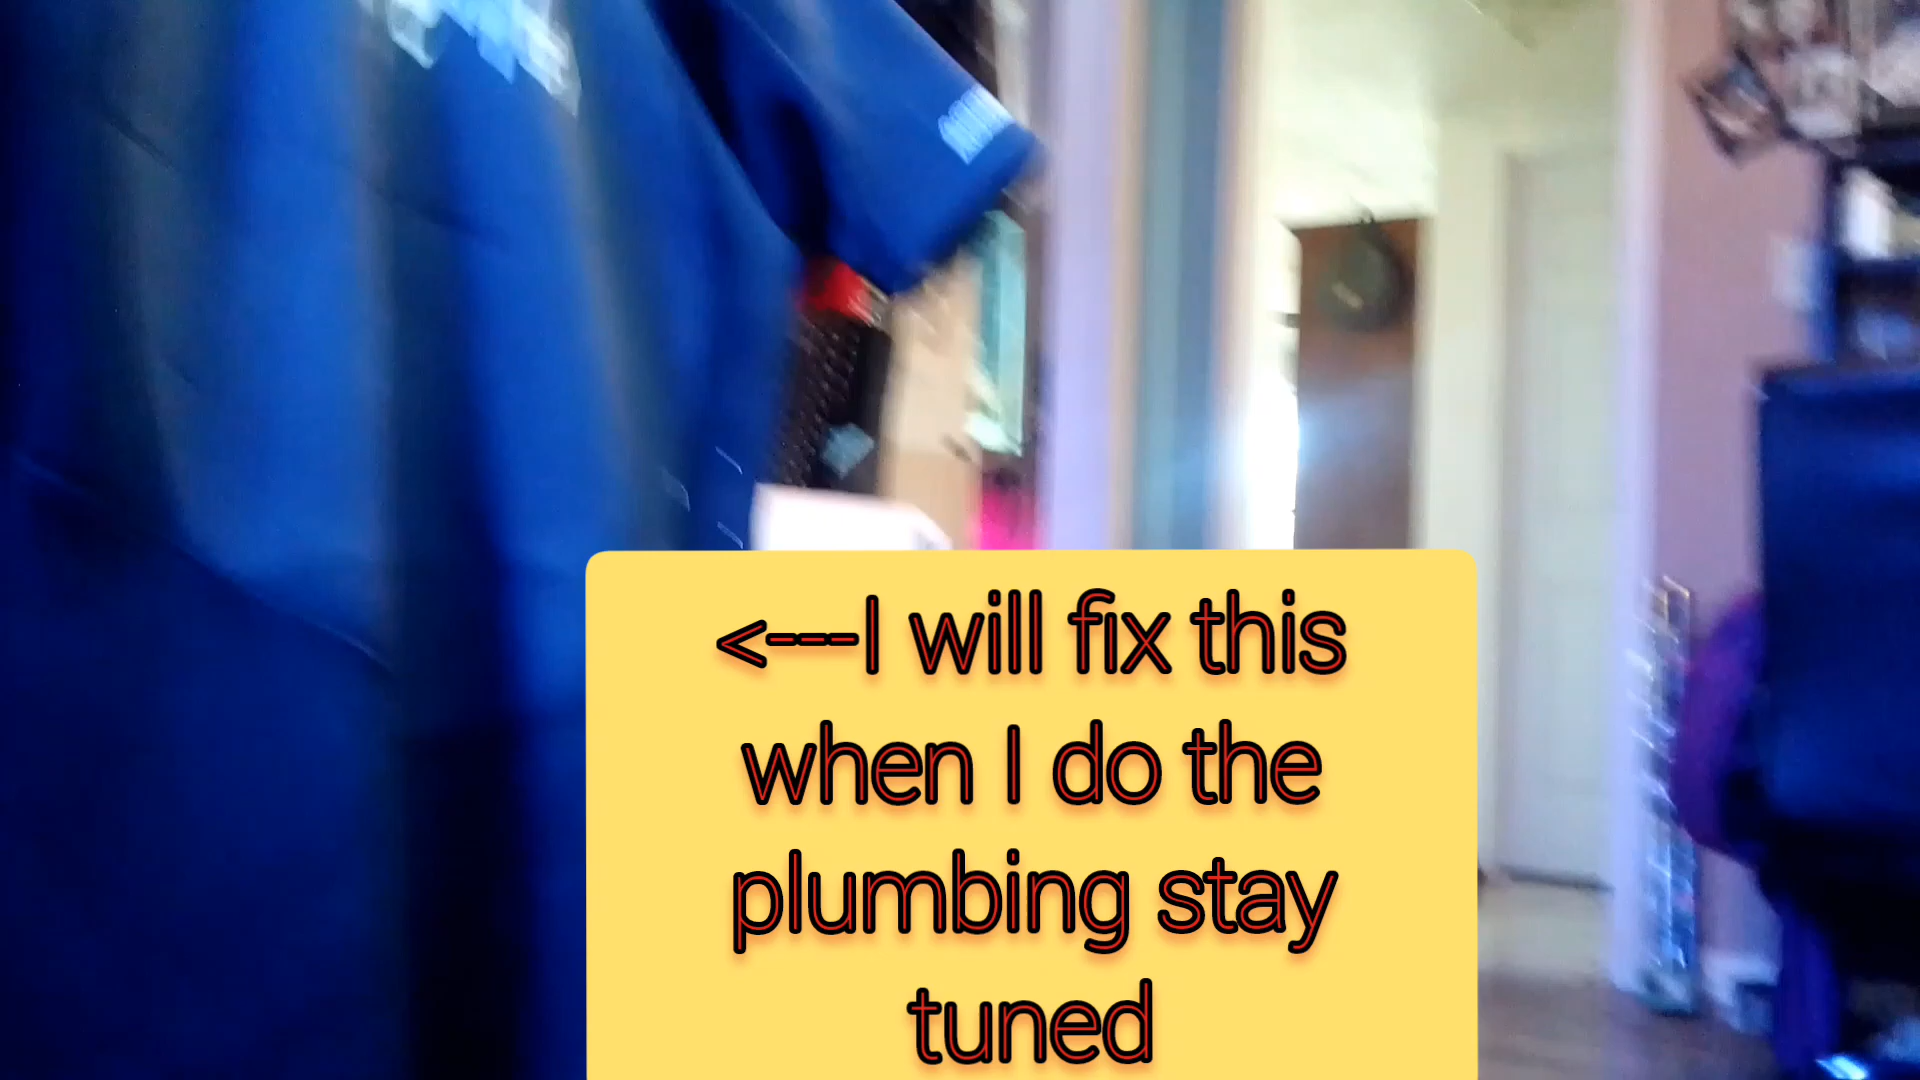 <---I will fix this
when I do the
plumbing stay
tuned